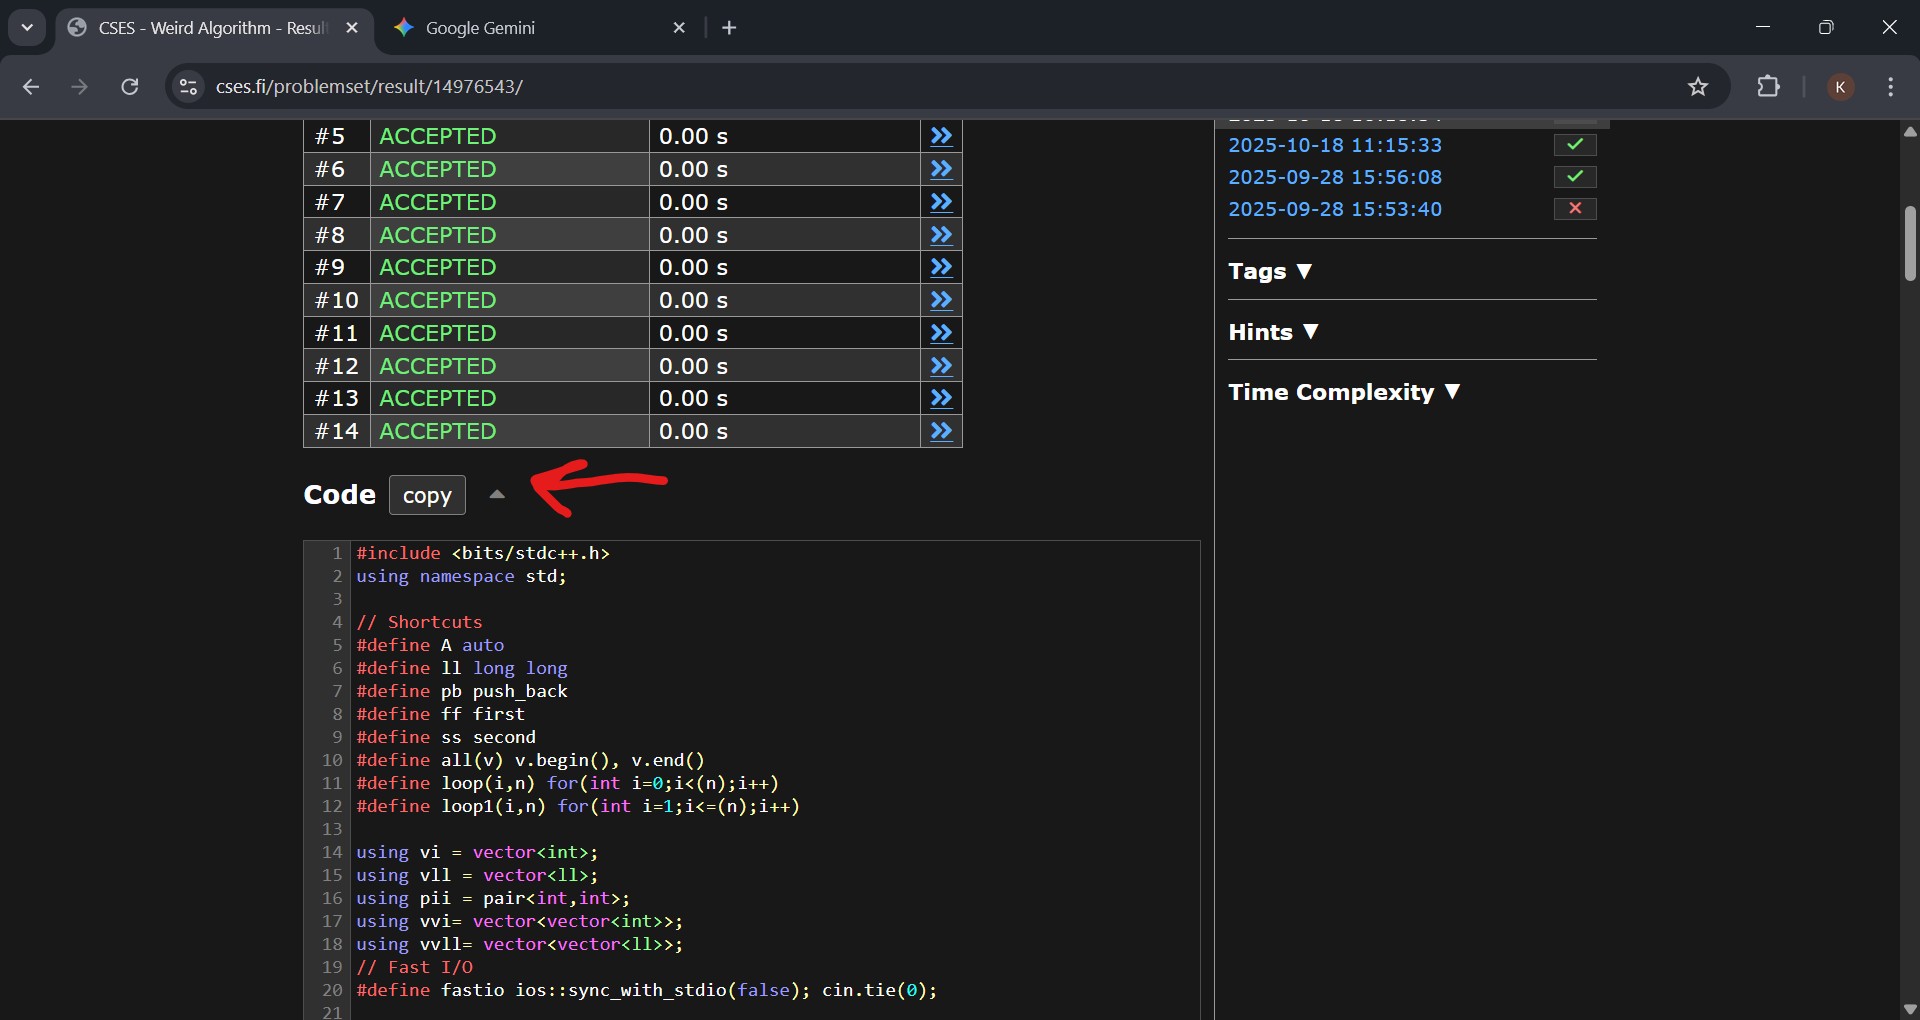 CSES - Weird Algorithm - Resul
Google Gemini
cses.fi/problemset/result/14976543/
K
#5 ACCEPTED 0.00 s >>
#6 ACCEPTED 0.00 s >>
#7 ACCEPTED 0.00 s >>
#8 ACCEPTED 0.00 s >>
#9 ACCEPTED 0.00 s >>
#10 ACCEPTED 0.00 s >>
#11 ACCEPTED 0.00 s >>
#12 ACCEPTED 0.00 s >>
#13 ACCEPTED 0.00 s >>
#14 ACCEPTED 0.00 s >>
Code copy
1 #include <bits/stdc++.h>
2 using namespace std;
3
4 // Shortcuts
5 #define A auto
6 #define ll long long
7 #define pb push_back
8 #define ff first
9 #define ss second
10 #define all(v) v.begin(), v.end()
11 #define loop(i,n) for(int i=0;i<(n);i++)
12 #define loop1(i,n) for(int i=1;i<=(n);i++)
13
14 using vi = vector<int>;
15 using vll = vector<ll>;
16 using pii = pair<int,int>;
17 using vvi= vector<vector<int>>;
18 using vvll= vector<vector<ll>>;
19 // Fast I/O
20 #define fastio ios::sync_with_stdio(false); cin.tie(0);
21
2025-10-18 11:15:33
2025-09-28 15:56:08
2025-09-28 15:53:40
Tags ▼
Hints ▼
Time Complexity ▼